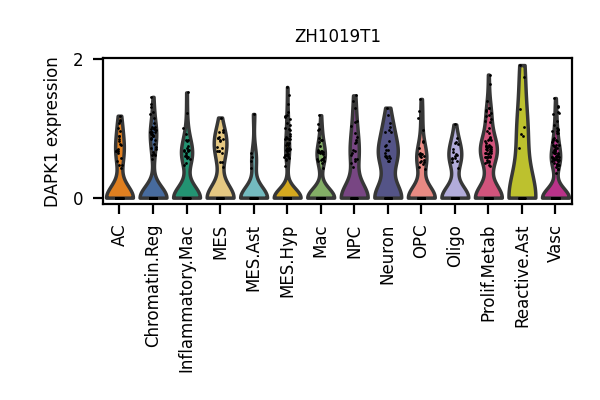 ZH1019T1
DAPK1 expression
2
0
AC
Chromatin.Reg
Inflammatory.Mac
MES
MES.Ast
MES.Hyp
Mac
NPC
Neuron
OPC
Oligo
Prolif.Metab
Reactive.Ast
Vasc